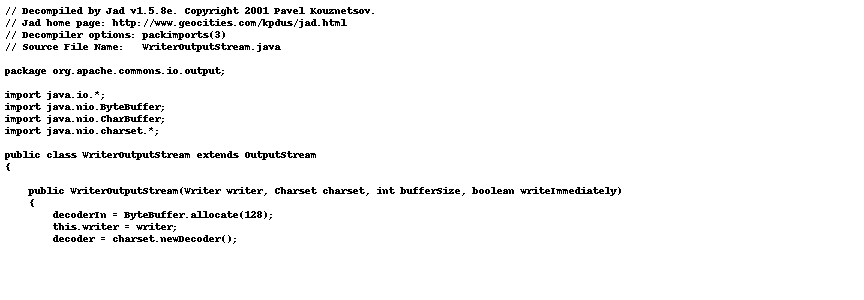 // Decompiled by Jad v1.5.8e. Copyright 2001 Pavel Kouznetsov.
// Jad home page: http://www.geocities.com/kpdus/jad.html
// Decompiler options: packimports(3)
// Source File Name:   WriterOutputStream.java

package org.apache.commons.io.output;

import java.io.*;
import java.nio.ByteBuffer;
import java.nio.CharBuffer;
import java.nio.charset.*;

public class WriterOutputStream extends OutputStream
{

    public WriterOutputStream(Writer writer, Charset charset, int bufferSize, boolean writeImmediately)
    {
        decoderIn = ByteBuffer.allocate(128);
        this.writer = writer;
        decoder = charset.newDecoder();